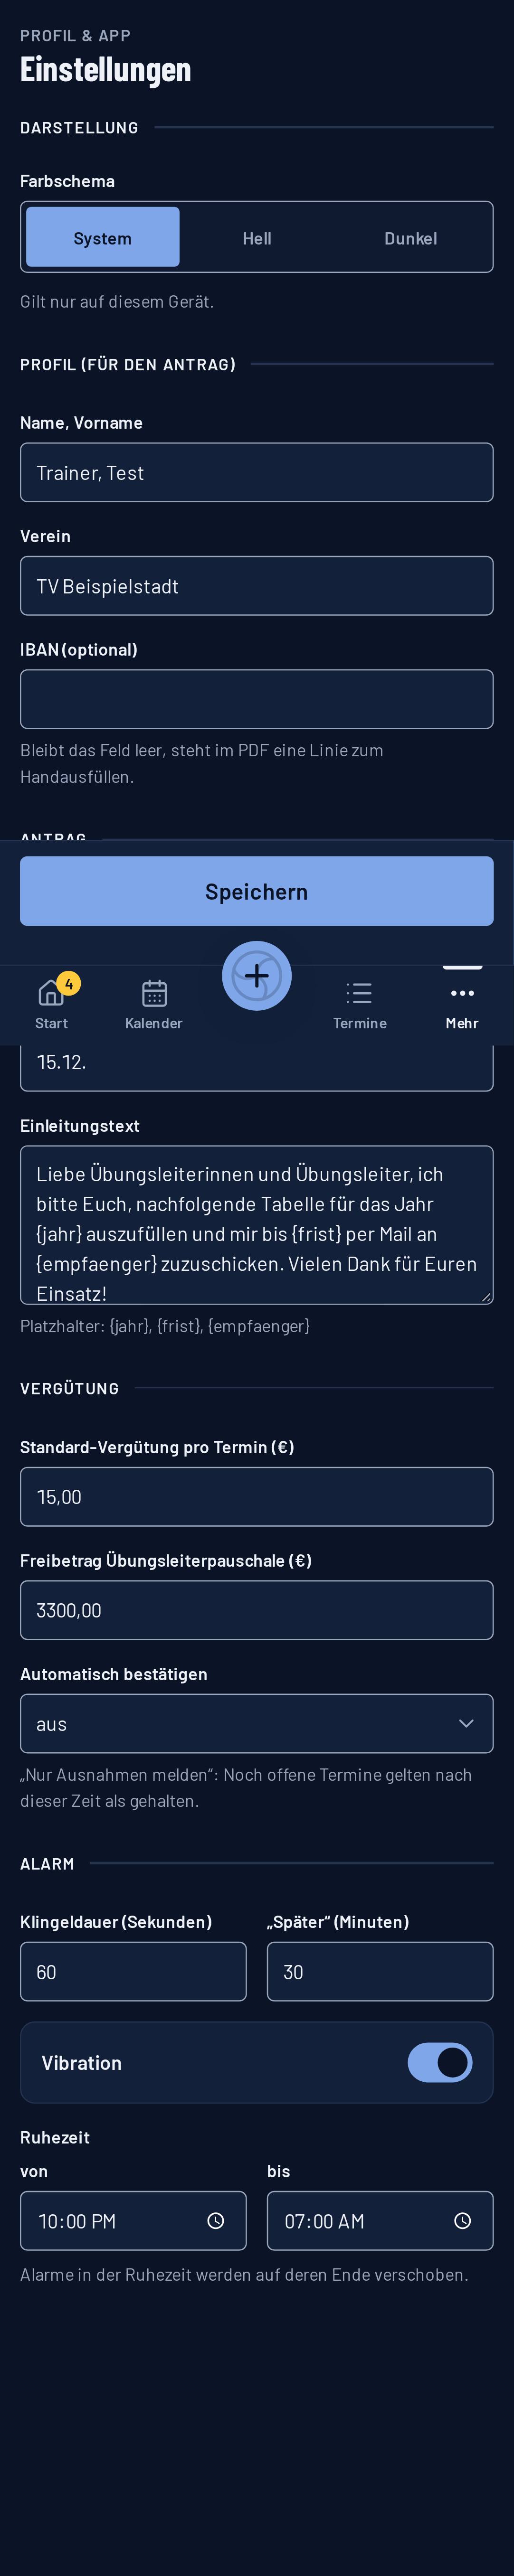 PROFIL & APP
Einstellungen
DARSTELLUNG
Farbschema
System
Hell
Dunkel
Gilt nur auf diesem Gerät.
PROFIL (FÜR DEN ANTRAG)
Name, Vorname
Trainer, Test
Verein
TV Beispielstadt
IBAN (optional)
Bleibt das Feld leer, steht im PDF eine Linie zum
Handausfüllen.
ANTRAG
Speichern
4
Start
Kalender
Termine
Mehr
15.12.
Einleitungstext
Liebe Übungsleiterinnen und Übungsleiter, ich
bitte Euch, nachfolgende Tabelle für das Jahr
{jahr} auszufüllen und mir bis {frist} per Mail an
{empfaenger} zuzuschicken. Vielen Dank für Euren
Einsatz!
Platzhalter: {jahr}, {frist}, {empfaenger}
VERGÜTUNG
Standard-Vergütung pro Termin (€)
15,00
Freibetrag Übungsleiterpauschale (€)
3300,00
Automatisch bestätigen
aus
„Nur Ausnahmen melden“: Noch offene Termine gelten nach
dieser Zeit als gehalten.
ALARM
Klingeldauer (Sekunden)
„Später“ (Minuten)
60
30
Vibration
Ruhezeit
von
bis
10:00 PM
07:00 AM
Alarme in der Ruhezeit werden auf deren Ende verschoben.